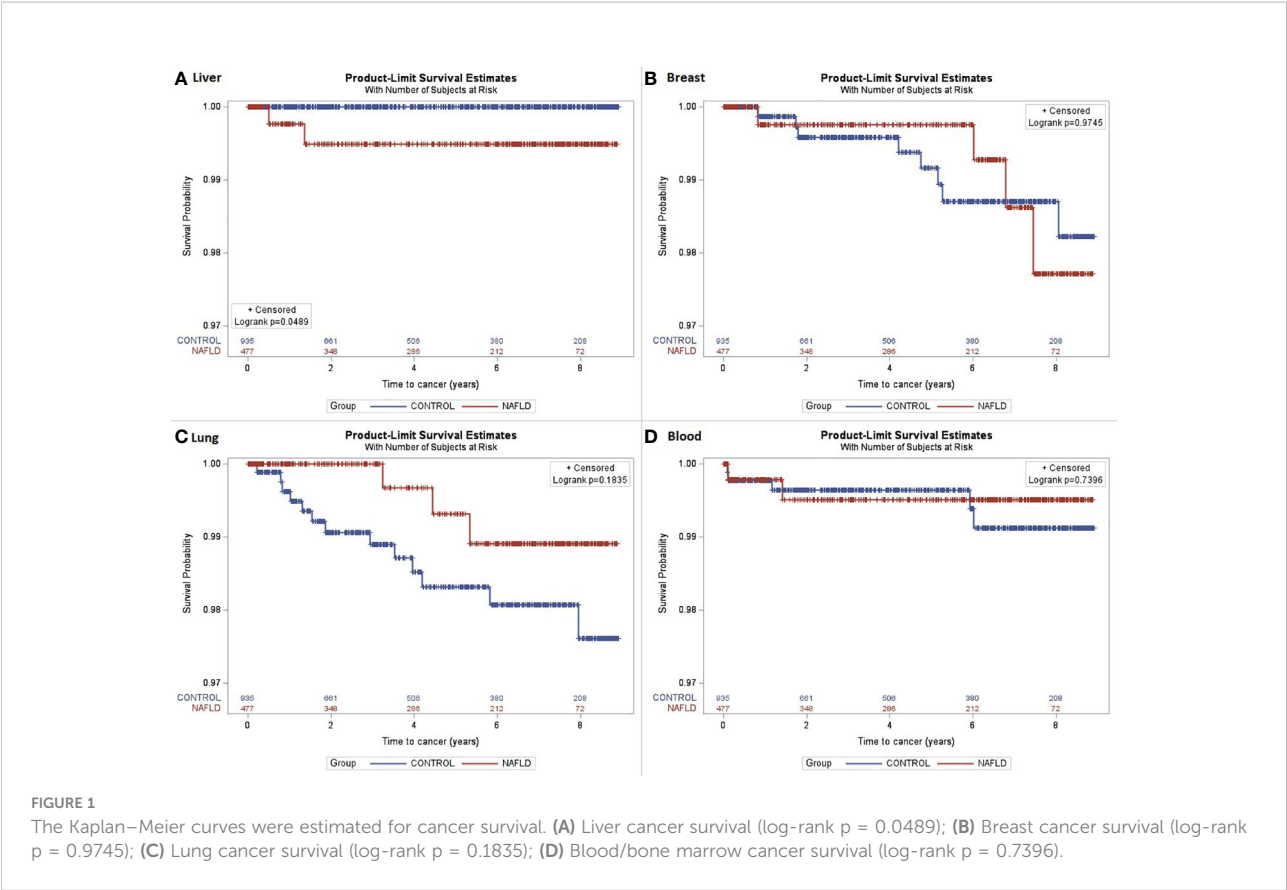 A Liver
Product-Limit Survival Estimates
With Number of Subjects at Risk
1.00
0.99
0.98
0.97
Survival Probability
+ Censored
Logrank p=0.0489
CONTROL 935 661 506 380 208
NAFLD 477 348 286 212 72
0 2 4 6 8
Time to cancer (years)
Group CONTROL NAFLD
B Breast
Product-Limit Survival Estimates
With Number of Subjects at Risk
+ Censored
Logrank p=0.9745
1.00
0.99
0.98
0.97
Survival Probability
CONTROL 935 661 506 380 208
NAFLD 477 348 286 212 72
0 2 4 6 8
Time to cancer (years)
Group CONTROL NAFLD
C Lung
Product-Limit Survival Estimates
With Number of Subjects at Risk
+ Censored
Logrank p=0.1835
1.00
0.99
0.98
0.97
Survival Probability
CONTROL 935 661 506 380 208
NAFLD 477 348 286 212 72
0 2 4 6 8
Time to cancer (years)
Group CONTROL NAFLD
D Blood
Product-Limit Survival Estimates
With Number of Subjects at Risk
+ Censored
Logrank p=0.7396
1.00
0.99
0.98
0.97
Survival Probability
CONTROL 935 661 506 380 208
NAFLD 477 348 286 212 72
0 2 4 6 8
Time to cancer (years)
Group CONTROL NAFLD
FIGURE 1
The Kaplan–Meier curves were estimated for cancer survival. (A) Liver cancer survival (log-rank p = 0.0489); (B) Breast cancer survival (log-rank
p = 0.9745); (C) Lung cancer survival (log-rank p = 0.1835); (D) Blood/bone marrow cancer survival (log-rank p = 0.7396).